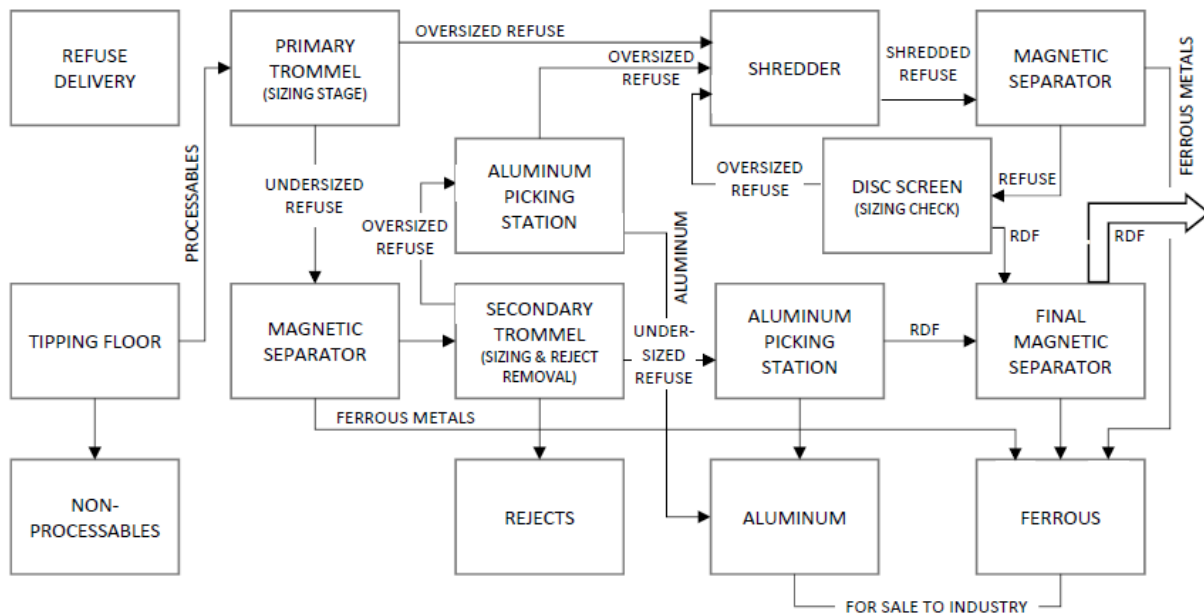 REFUSE
DELIVERY
PRIMARY
TROMMEL
(SIZING STAGE)
OVERSIZED REFUSE
OVERSIZED
REFUSE
SHREDDER
SHREDDED
REFUSE
MAGNETIC
SEPARATOR
FERROUS METALS
PROCESSABLES
UNDERSIZED
REFUSE
OVERSIZED
REFUSE
ALUMINUM
PICKING
STATION
ALUMINUM
OVERSIZED
REFUSE
DISC SCREEN
(SIZING CHECK)
REFUSE
RDF
RDF
TIPPING FLOOR
MAGNETIC
SEPARATOR
SECONDARY
TROMMEL
(SIZING & REJECT
REMOVAL)
UNDER-
SIZED
REFUSE
ALUMINUM
PICKING
STATION
RDF
FINAL
MAGNETIC
SEPARATOR
FERROUS METALS
NON-
PROCESSABLES
REJECTS
ALUMINUM
FERROUS
FOR SALE TO INDUSTRY